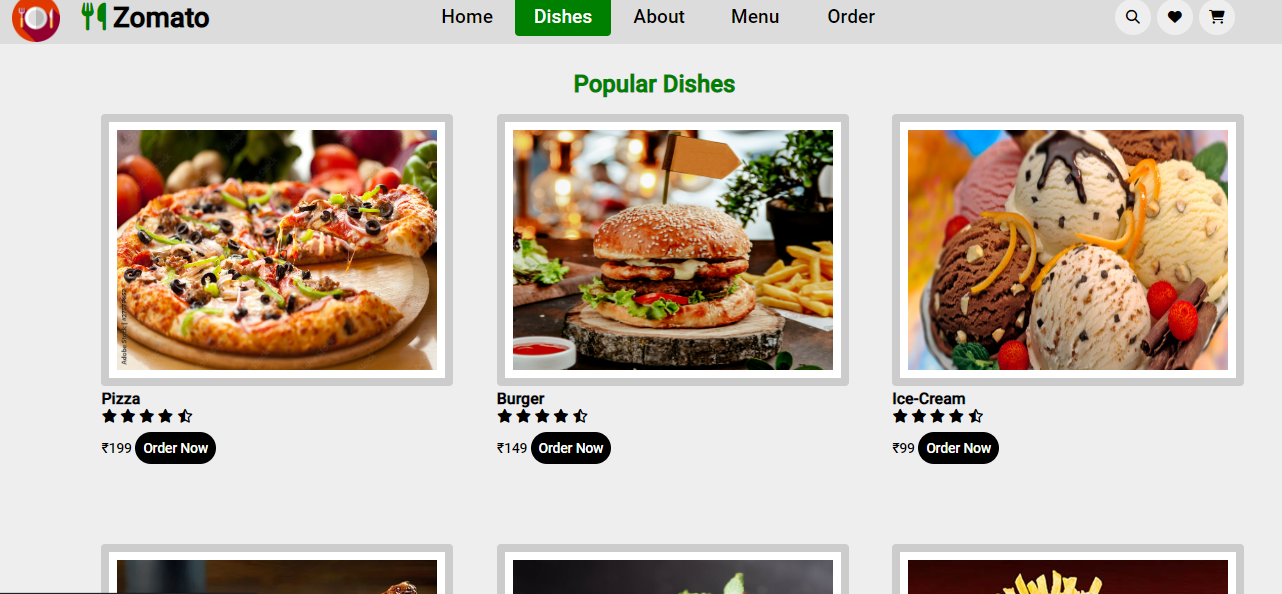 Zomato
Home Dishes About Menu Order
Popular Dishes
Pizza
₹199 Order Now
Burger
₹149 Order Now
Ice-Cream
₹99 Order Now